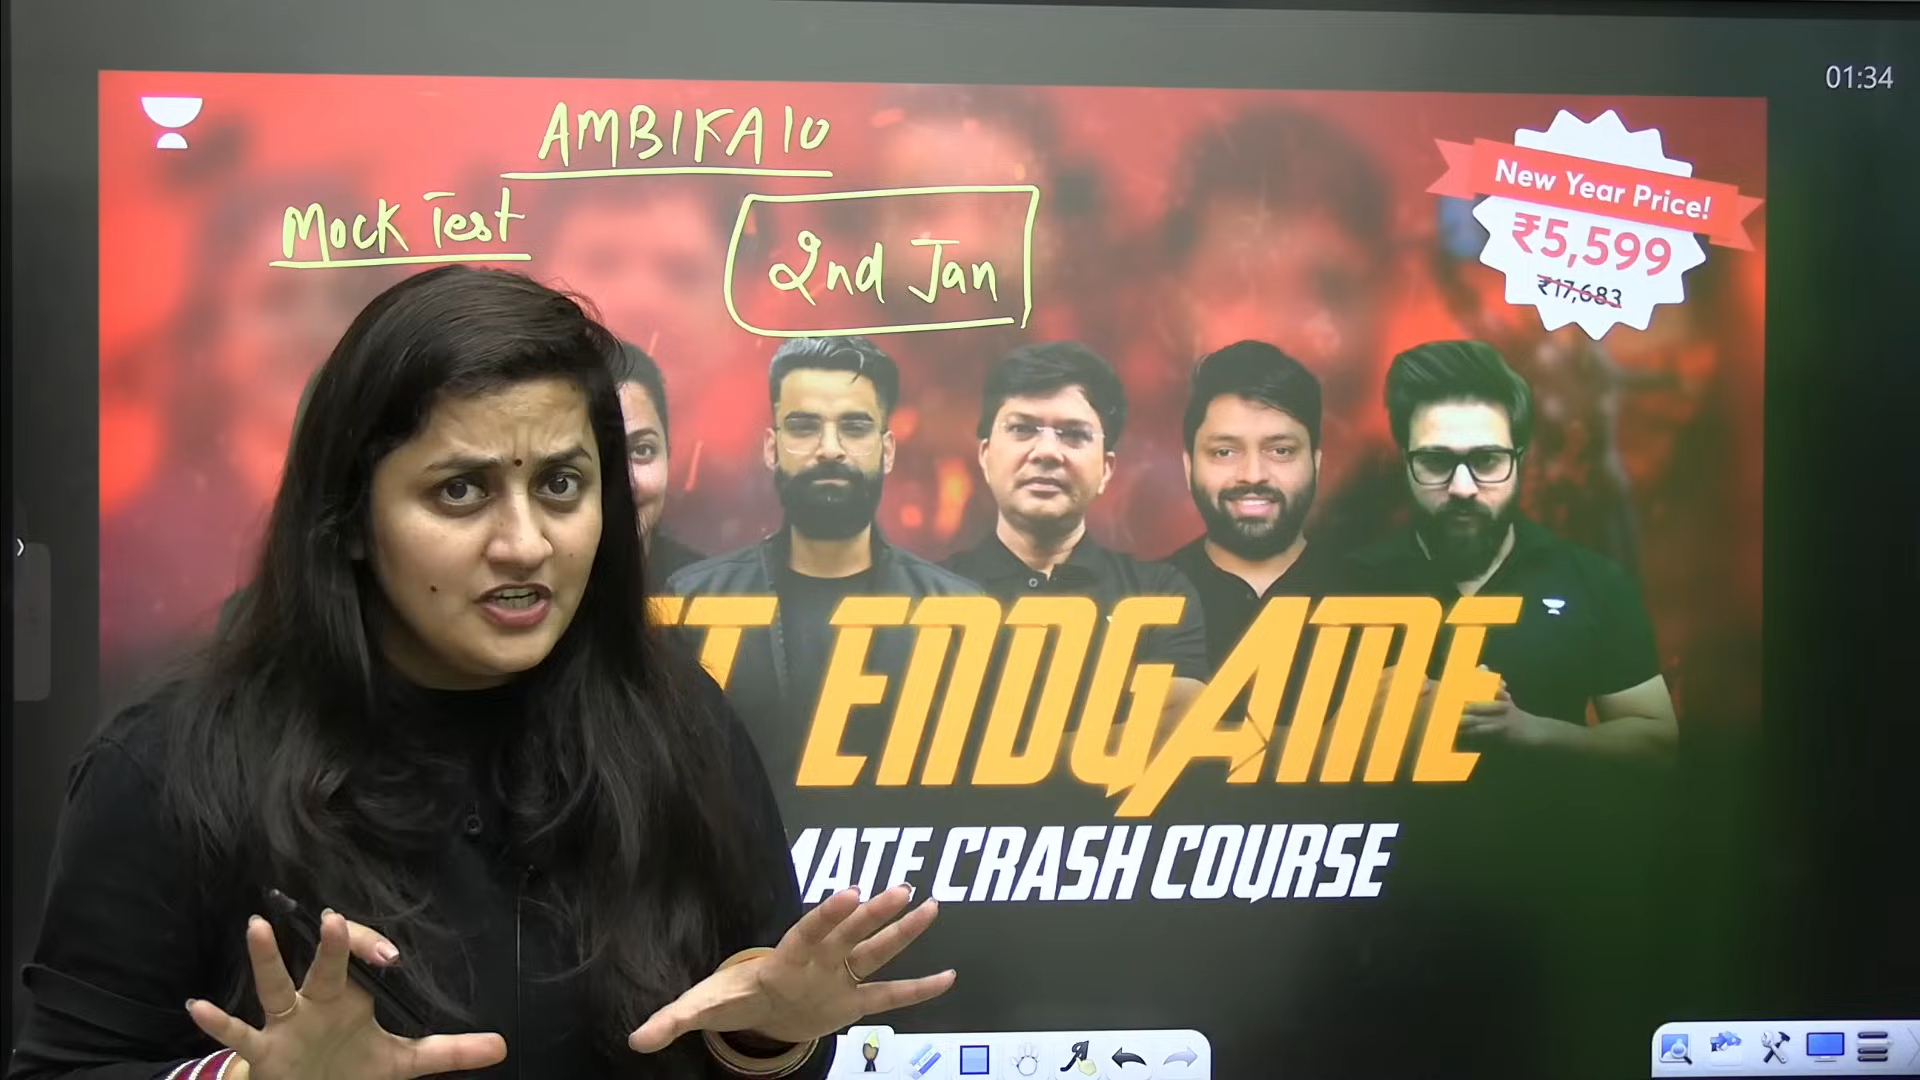 01:34
AMBIKA10
Mock Test
2nd Jan
New Year Price!
₹5,599
₹17,683
T ENDGAME
MATE CRASH COURSE